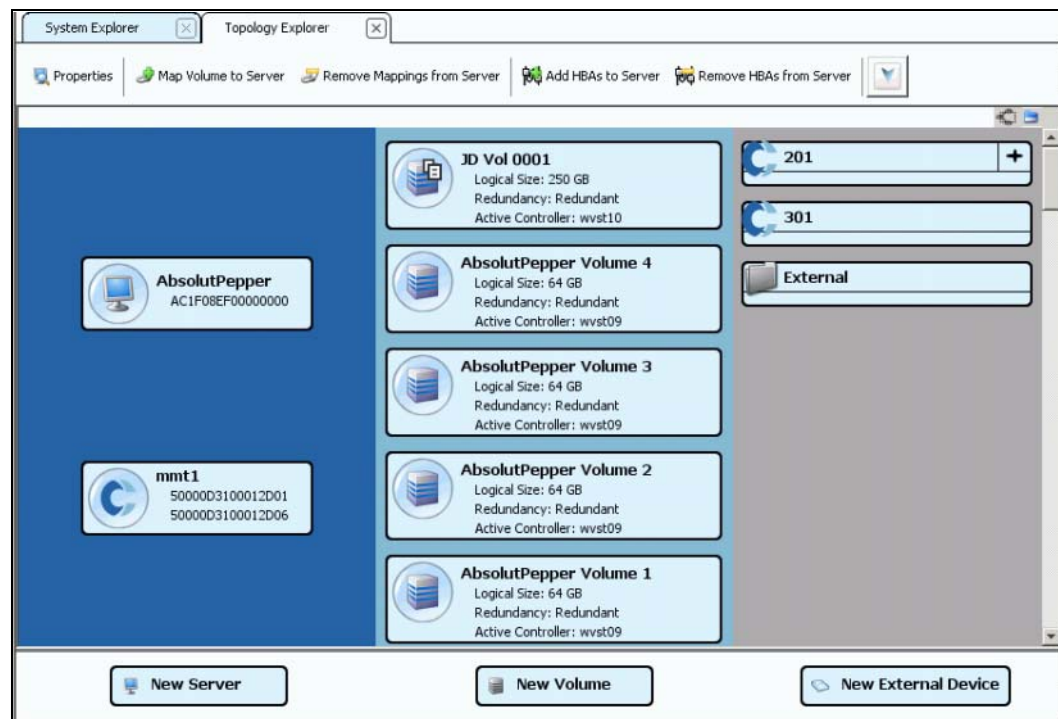 System Explorer
Topology Explorer
Properties
Map Volume to Server
Remove Mappings from Server
Add HBAs to Server
Remove HBAs from Server
AbsolutPepper
AC1F08EF00000000
mmt1
50000D3100012D01
50000D3100012D06
JD Vol 0001
Logical Size: 250 GB
Redundancy: Redundant
Active Controller: wvst10
AbsolutPepper Volume 4
Logical Size: 64 GB
Redundancy: Redundant
Active Controller: wvst09
AbsolutPepper Volume 3
Logical Size: 64 GB
Redundancy: Redundant
Active Controller: wvst09
AbsolutPepper Volume 2
Logical Size: 64 GB
Redundancy: Redundant
Active Controller: wvst09
AbsolutPepper Volume 1
Logical Size: 64 GB
Redundancy: Redundant
Active Controller: wvst09
201
301
External
New Server
New Volume
New External Device